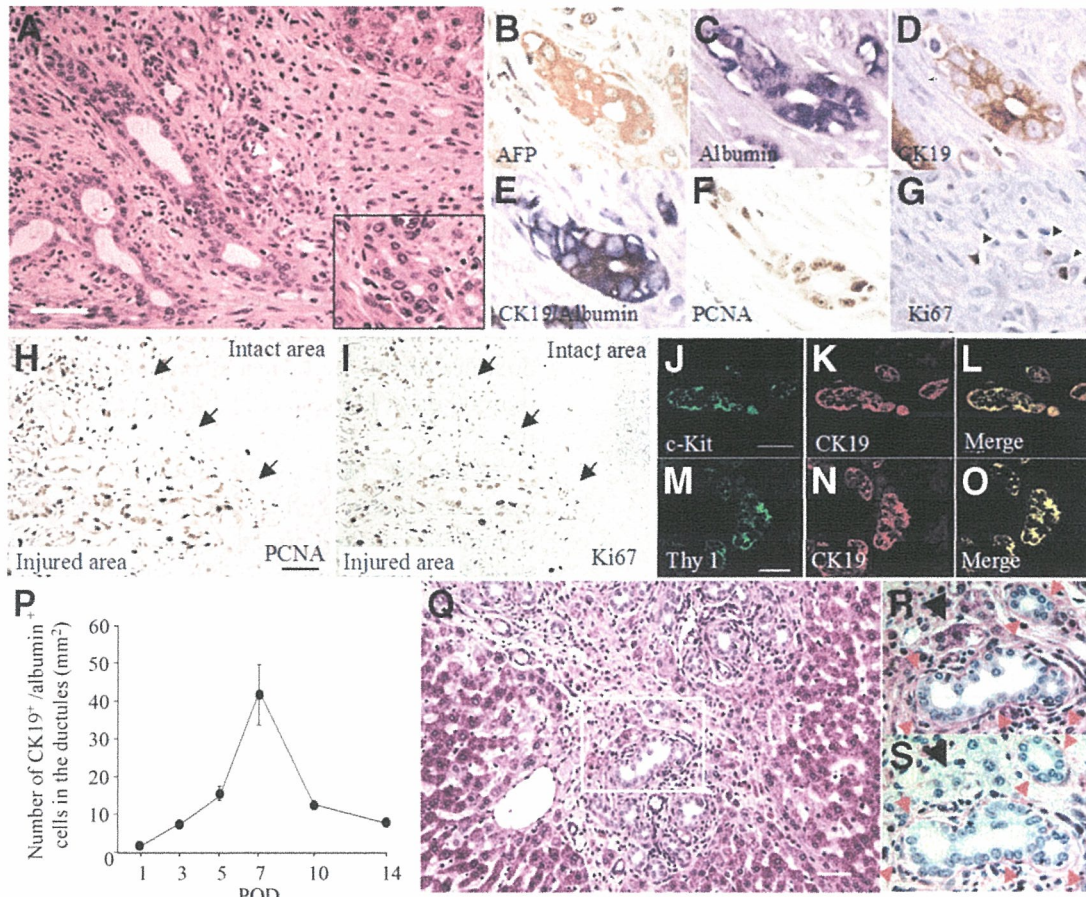 A
B
AFP
C
Albumin
D
CK19
E
CK19/Albumin
F
PCNA
G
Ki67
H
Intact area
Injured area
PCNA
I
Intact area
Injured area
Ki67
J
c-Kit
K
CK19
L
Merge
M
Thy 1
N
CK19
O
Merge
P
Number of CK19⁺/albumin⁺
cells in the ductules (mm²)
60
50
40
30
20
10
0
1 3 5 7 10 14
POD
Q
R
S